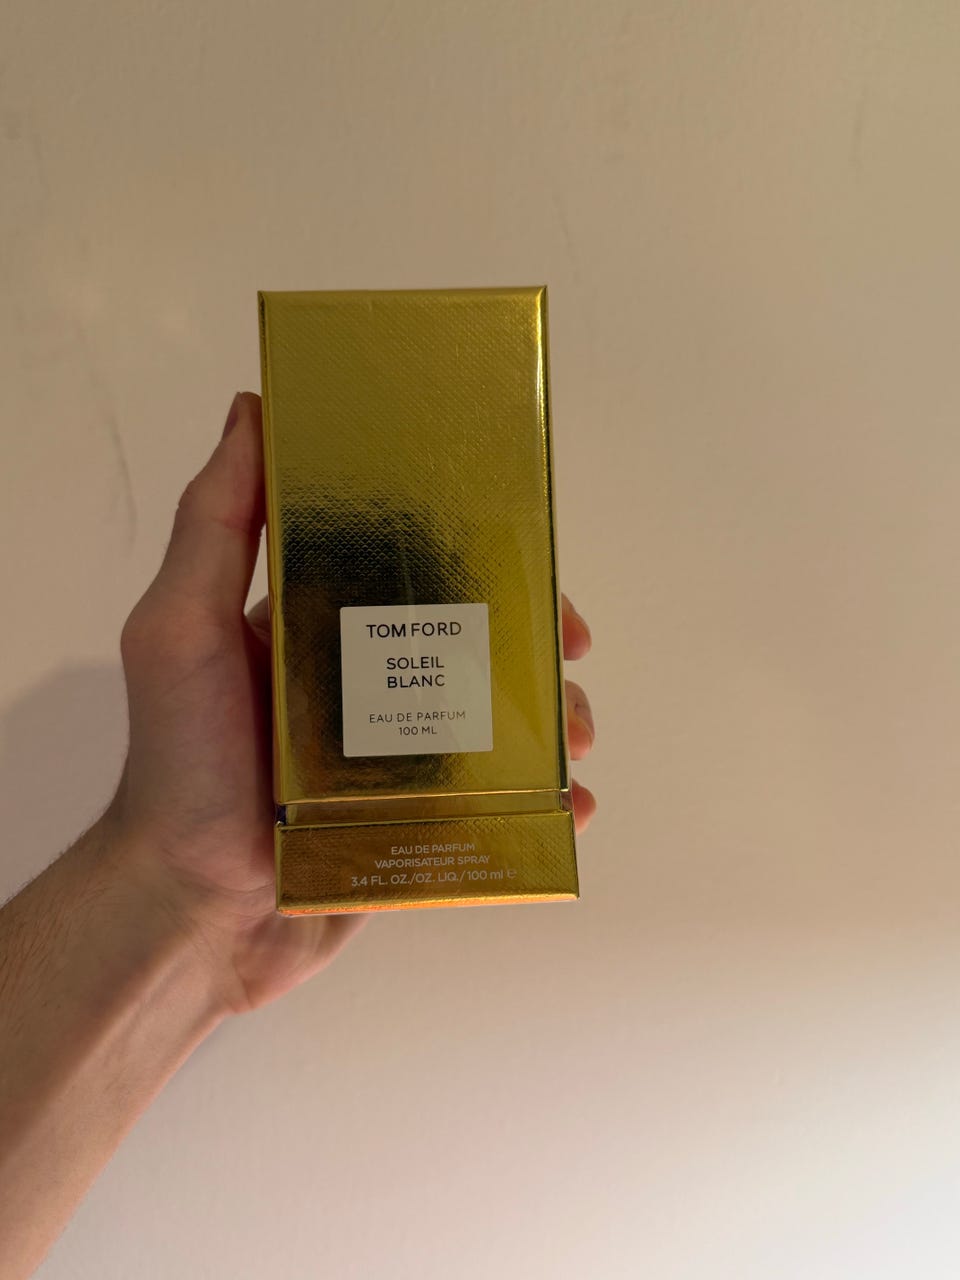 TOM FORD
SOLEIL
BLANC
EAU DE PARFUM
100 ML
EAU DE PARFUM
VAPORISATEUR SPRAY
3.4 FL. OZ./OZ. LIQ./ 100 ml ℮